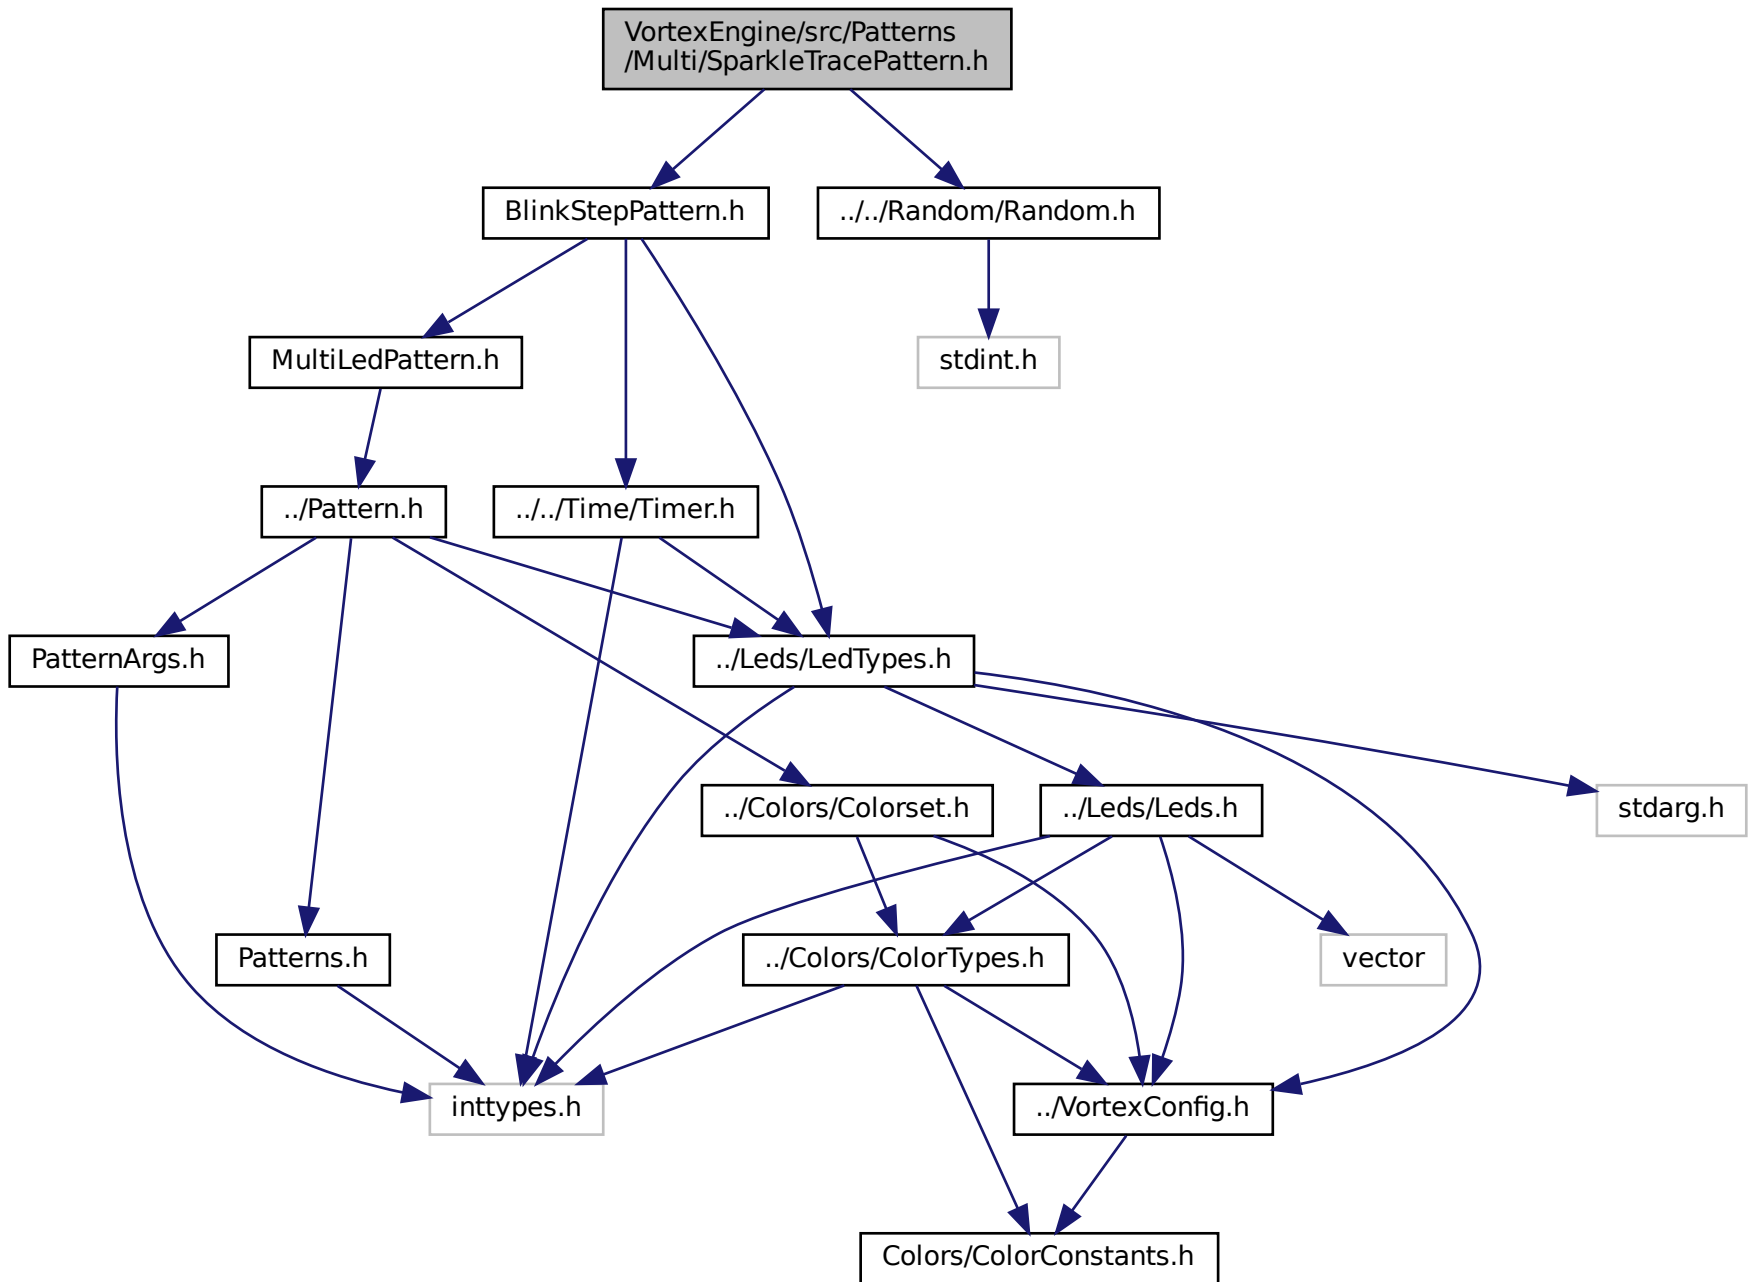 VortexEngine/src/Patterns
/Multi/SparkleTracePattern.h
BlinkStepPattern.h
../../Random/Random.h
MultiLedPattern.h
stdint.h
../Pattern.h
../../Time/Timer.h
PatternArgs.h
../Leds/LedTypes.h
../Colors/Colorset.h
../Leds/Leds.h
stdarg.h
Patterns.h
../Colors/ColorTypes.h
vector
inttypes.h
../VortexConfig.h
Colors/ColorConstants.h